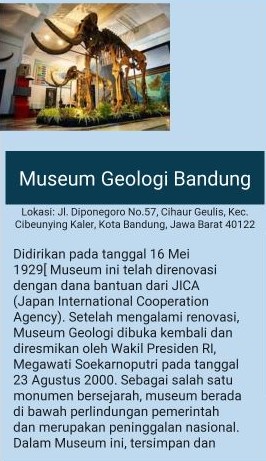 Museum Geologi Bandung
Lokasi: Jl. Diponegoro No.57, Cihaur Geulis, Kec.
Cibeunying Kaler, Kota Bandung, Jawa Barat 40122
Didirikan pada tanggal 16 Mei
1929[ Museum ini telah direnovasi
dengan dana bantuan dari JICA
(Japan International Cooperation
Agency). Setelah mengalami renovasi,
Museum Geologi dibuka kembali dan
diresmikan oleh Wakil Presiden RI,
Megawati Soekarnoputri pada tanggal
23 Agustus 2000. Sebagai salah satu
monumen bersejarah, museum berada
di bawah perlindungan pemerintah
dan merupakan peninggalan nasional.
Dalam Museum ini, tersimpan dan